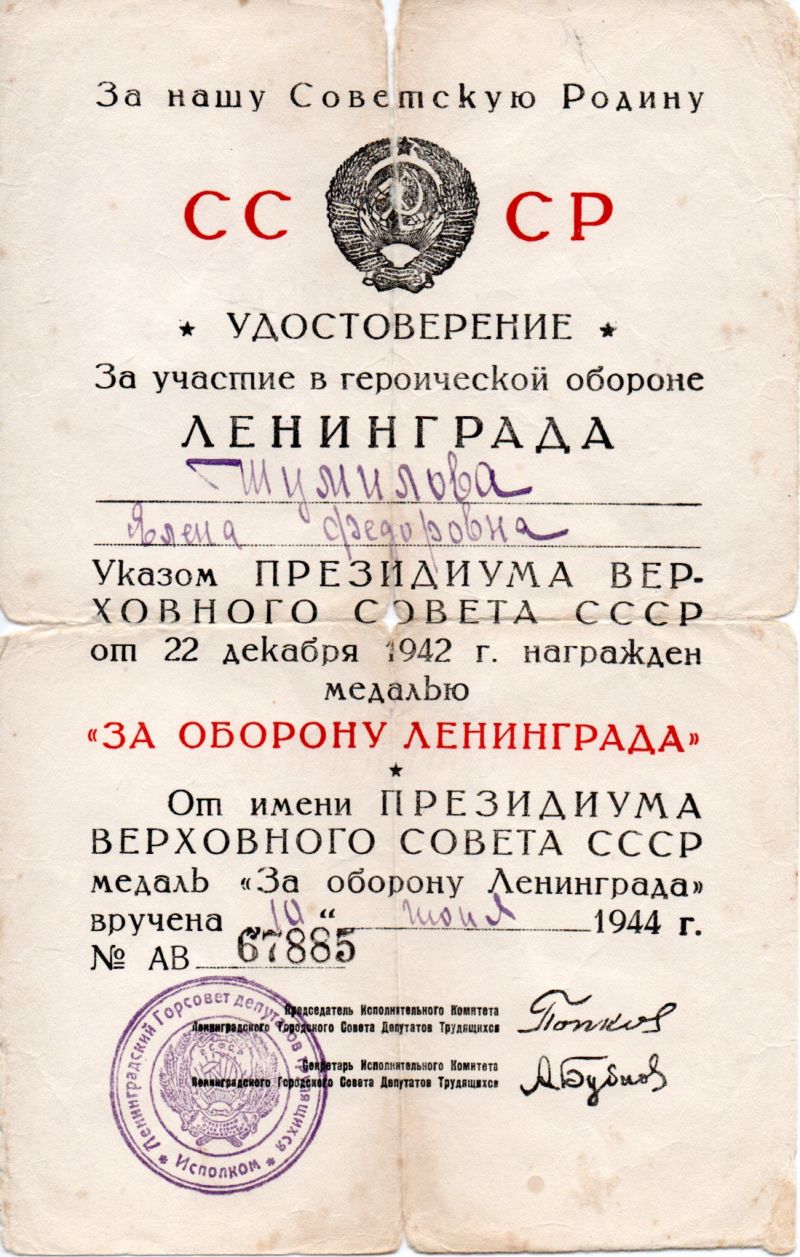 За нашу Советскую Родину
СС СР
★ УДОСТОВЕРЕНИЕ ★
За участие в героической обороне
ЛЕНИНГРАДА
Шумилова
Елена Федоровна
Указом ПРЕЗИДИУМА ВЕР-
ХОВНОГО СОВЕТА СССР
от 22 декабря 1942 г. награжден
медалью
«ЗА ОБОРОНУ ЛЕНИНГРАДА»
★
От имени ПРЕЗИДИУМА
ВЕРХОВНОГО СОВЕТА СССР
медаль «За оборону Ленинграда»
вручена „10“ июня 1944 г.
№ АВ 67885
Председатель Исполнительного Комитета
Ленинградского Городского Совета Депутатов Трудящихся
Попков
Секретарь Исполнительного Комитета
Ленинградского Городского Совета Депутатов Трудящихся
АБубнов
Ленинградский Горсовет депутатов трудящихся
★ Исполком ★